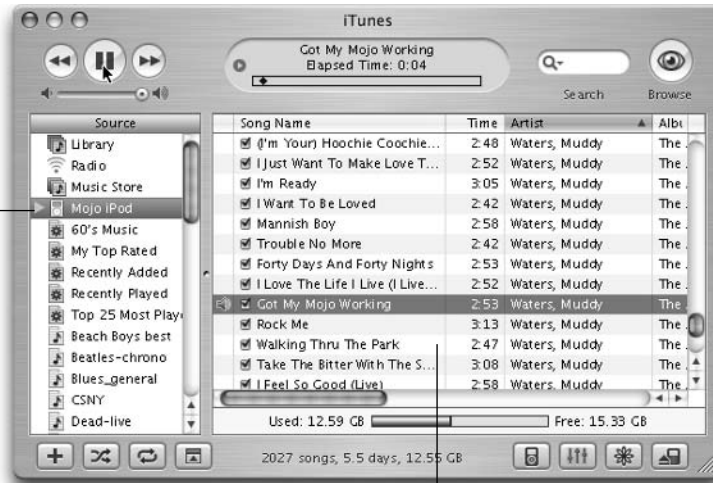 iTunes
Got My Mojo Working
Elapsed Time: 0:04
Search
Browse
Source
Library
Radio
Music Store
Mojo iPod
60's Music
My Top Rated
Recently Added
Recently Played
Top 25 Most Play
Beach Boys best
Beatles-chrono
Blues_general
CSNY
Dead-live
Song Name Time Artist Albu
(I'm Your) Hoochie Coochie... 2:48 Waters, Muddy The
I Just Want To Make Love T... 2:52 Waters, Muddy The
I'm Ready 3:05 Waters, Muddy The
I Want To Be Loved 2:42 Waters, Muddy The
Mannish Boy 2:58 Waters, Muddy The
Trouble No More 2:42 Waters, Muddy The
Forty Days And Forty Nights 2:53 Waters, Muddy The
I Love The Life I Live (I Live... 2:52 Waters, Muddy The
Got My Mojo Working 2:53 Waters, Muddy The
Rock Me 3:13 Waters, Muddy The
Walking Thru The Park 2:47 Waters, Muddy The
Take The Bitter With The S... 3:08 Waters, Muddy The
I Feel So Good (Live) 2:58 Waters, Muddy The
Used: 12.59 GB Free: 15.33 GB
2027 songs, 5.5 days, 12.55 GB